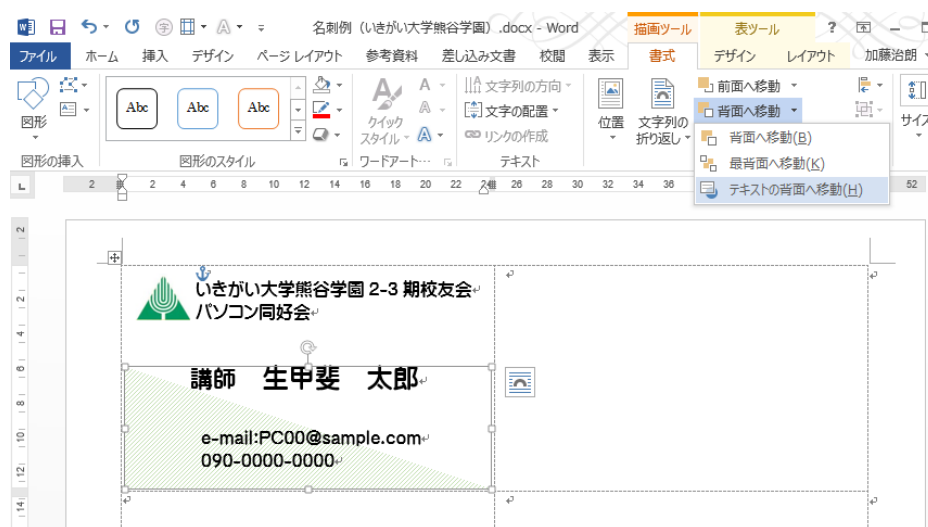 名刺例（いきがい大学熊谷学園）.docx - Word
描画ツール
表ツール
?
ファイル
ホーム
挿入
デザイン
ページ レイアウト
参考資料
差し込み文書
校閲
表示
書式
デザイン
レイアウト
加藤治朗
図形
Abc
Abc
Abc
クイック
スタイル
文字列の方向
文字の配置
リンクの作成
位置
文字列の
折り返し
前面へ移動
背面へ移動
サイズ
図形の挿入
図形のスタイル
ワードアート…
テキスト
背面へ移動(B)
最背面へ移動(K)
テキストの背面へ移動(H)
2 2 4 6 8 10 12 14 16 18 20 22 24 26 28 30 32 34 36 52
2
2
4
6
8
10
12
14
いきがい大学熊谷学園 2-3 期校友会
パソコン同好会
講師　生甲斐　太郎
e-mail:PC00@sample.com
090-0000-0000